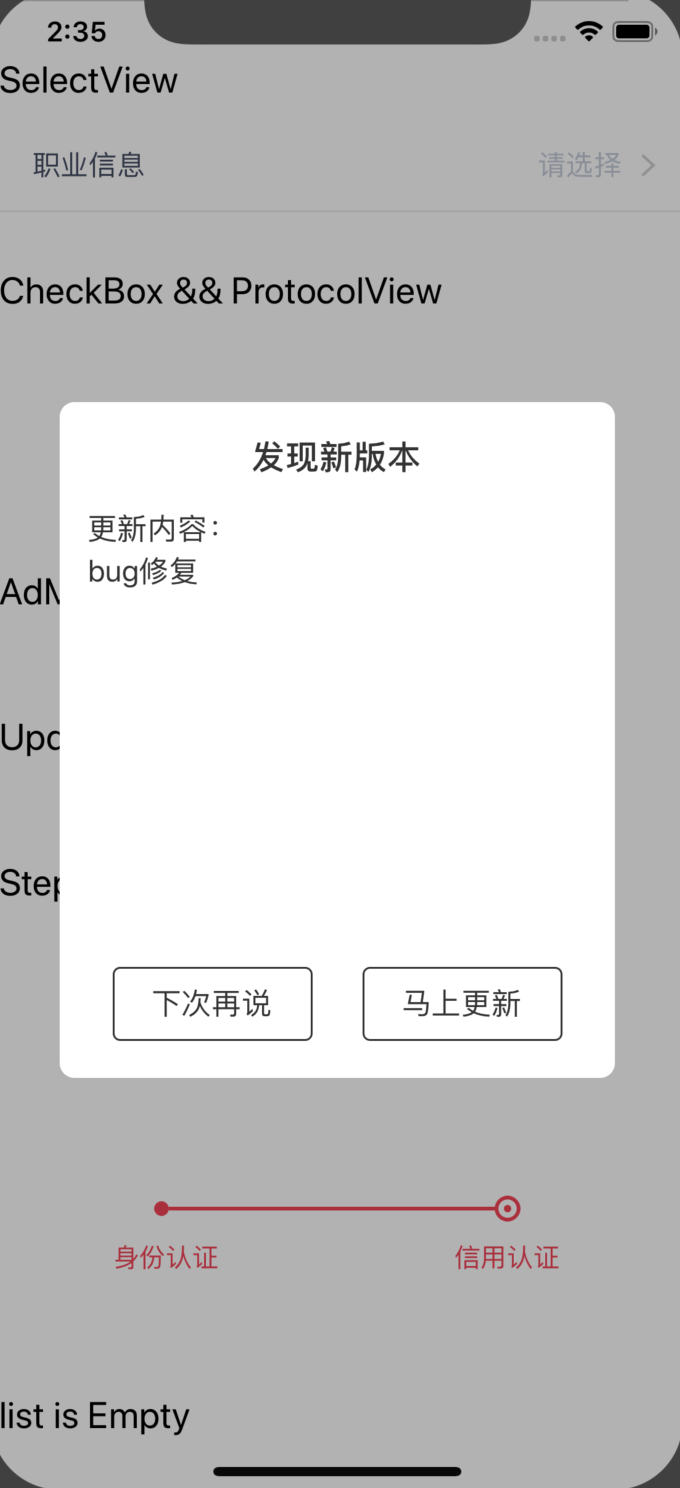 2:35
SelectView
职业信息
请选择
CheckBox && ProtocolView
发现新版本
更新内容：
bug修复
Upd
Step
下次再说
马上更新
身份认证
信用认证
list is Empty